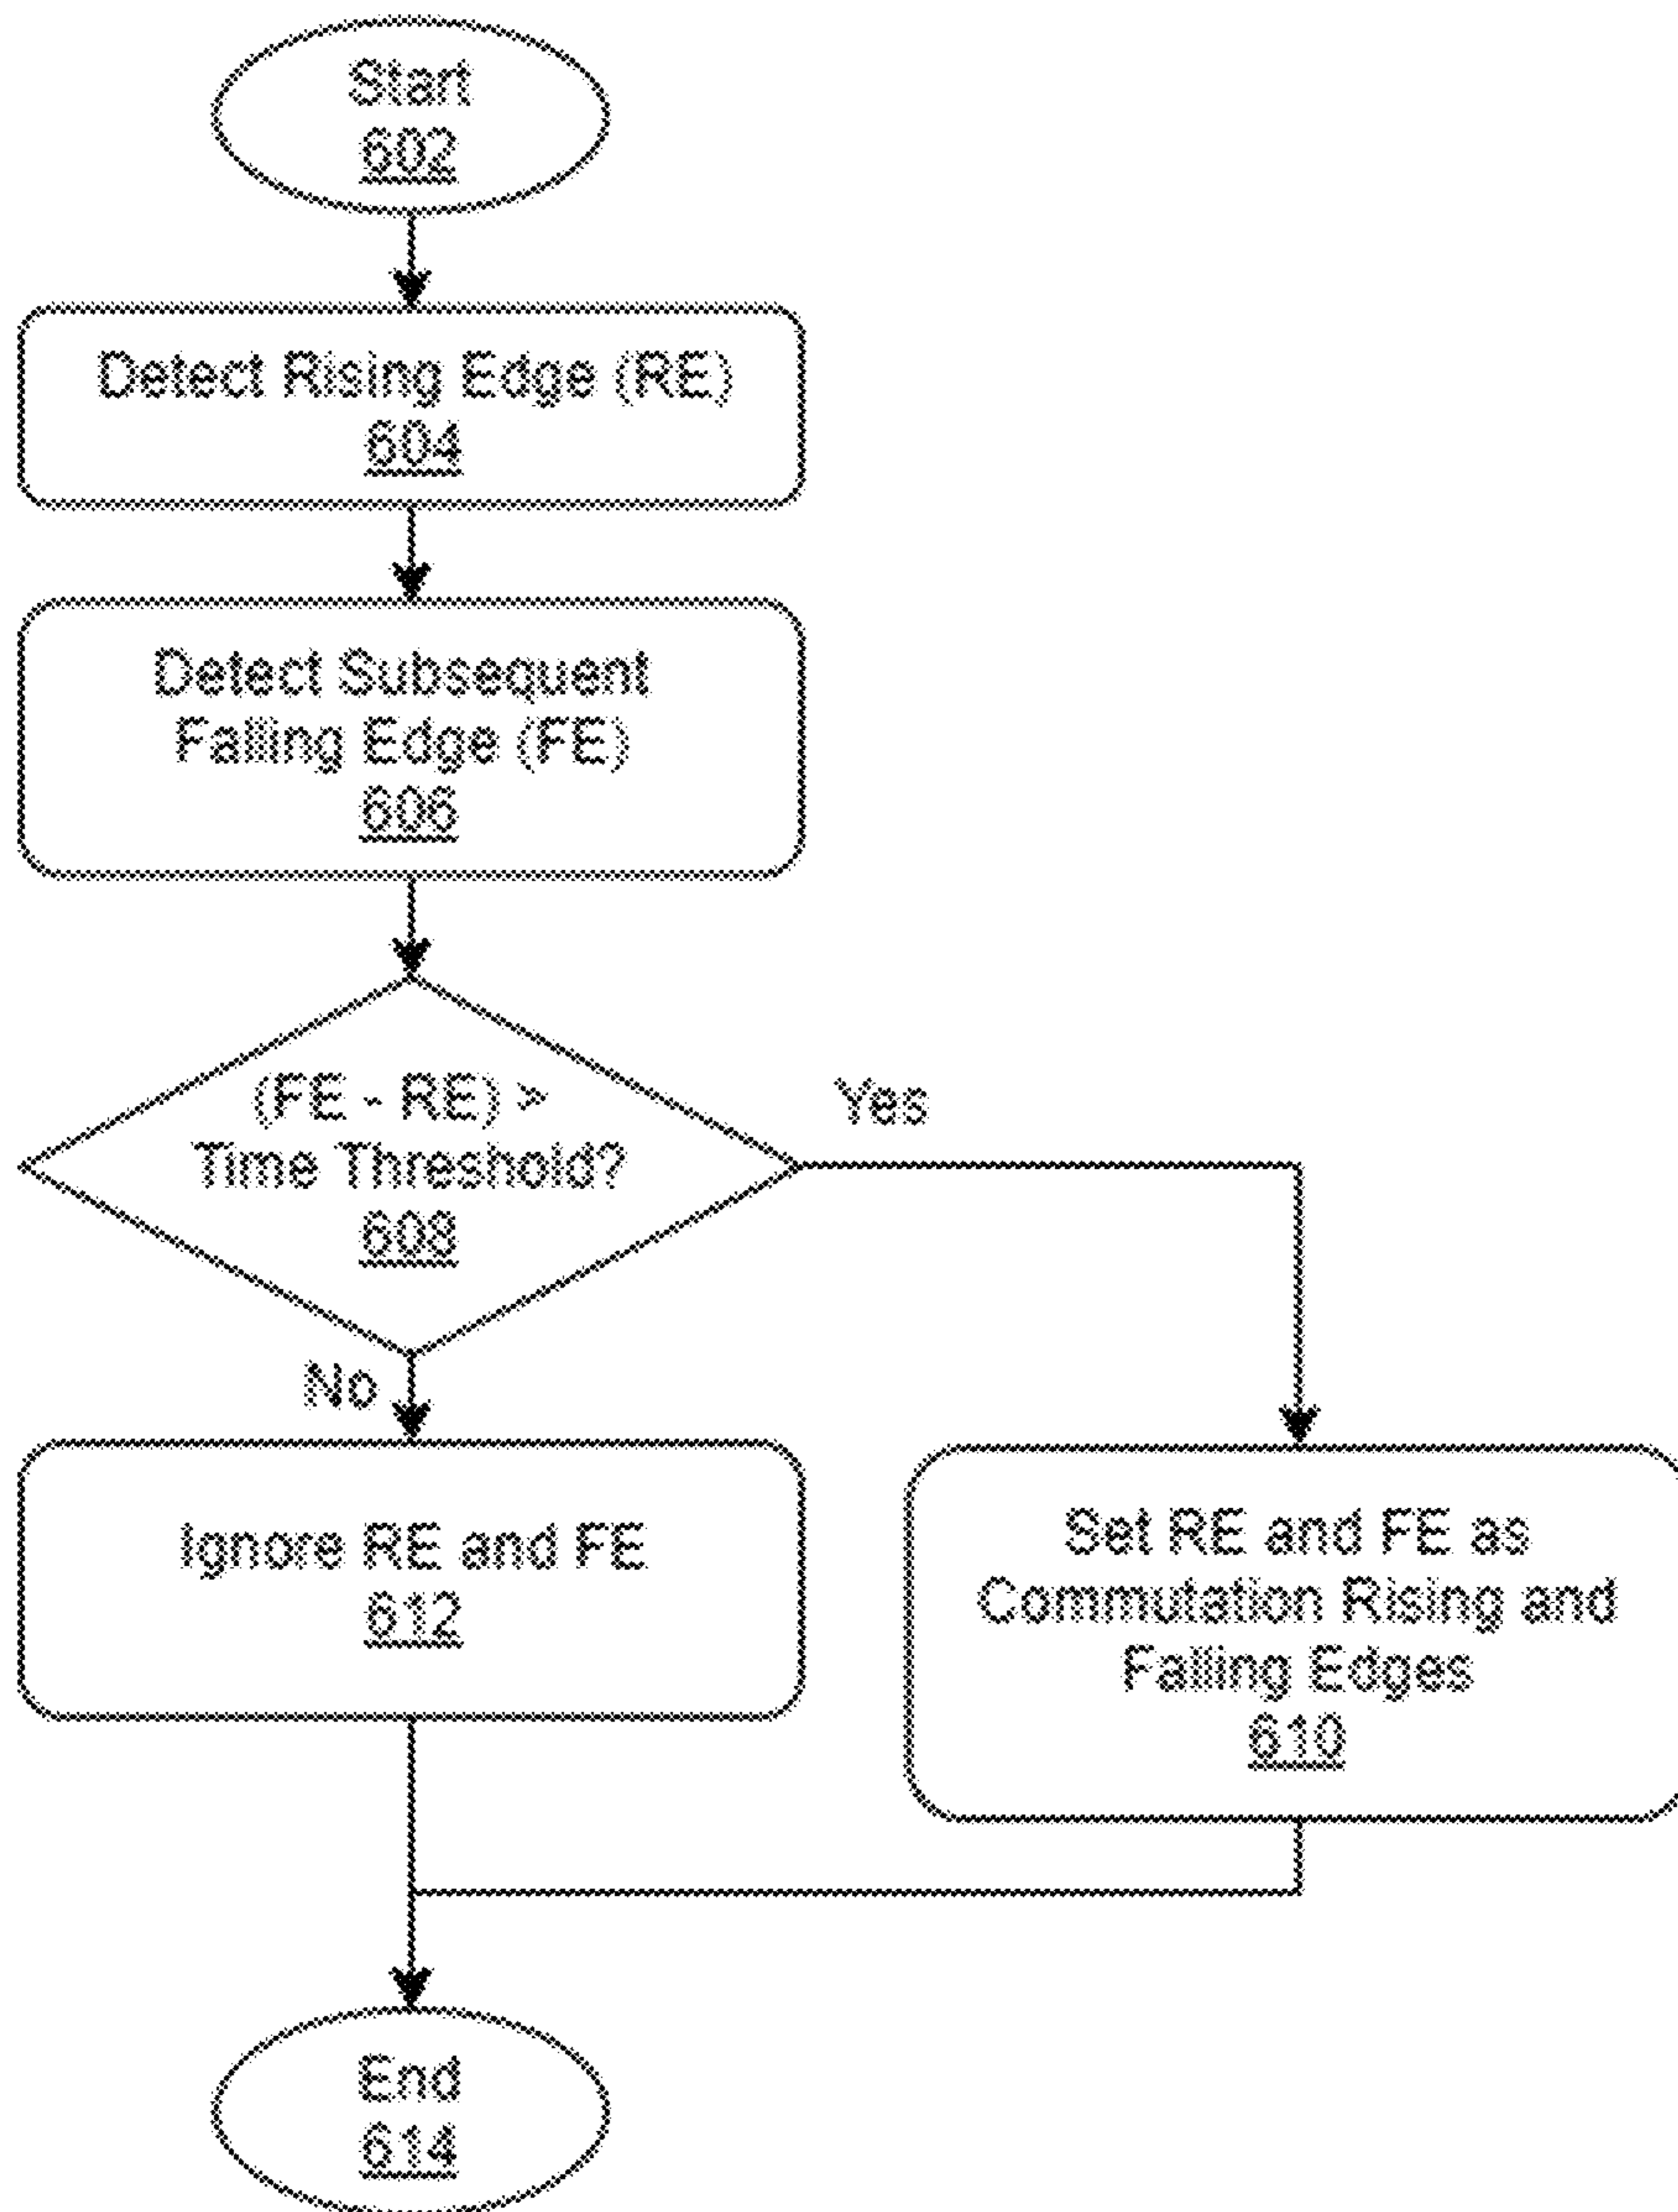 Start
602
Detect Rising Edge (RE)
604
Detect Subsequent
Falling Edge (FE)
606
(FE - RE) >
Time Threshold?
608
Yes
No
Ignore RE and FE
612
Set RE and FE as
Commutation Rising and
Falling Edges
610
End
614